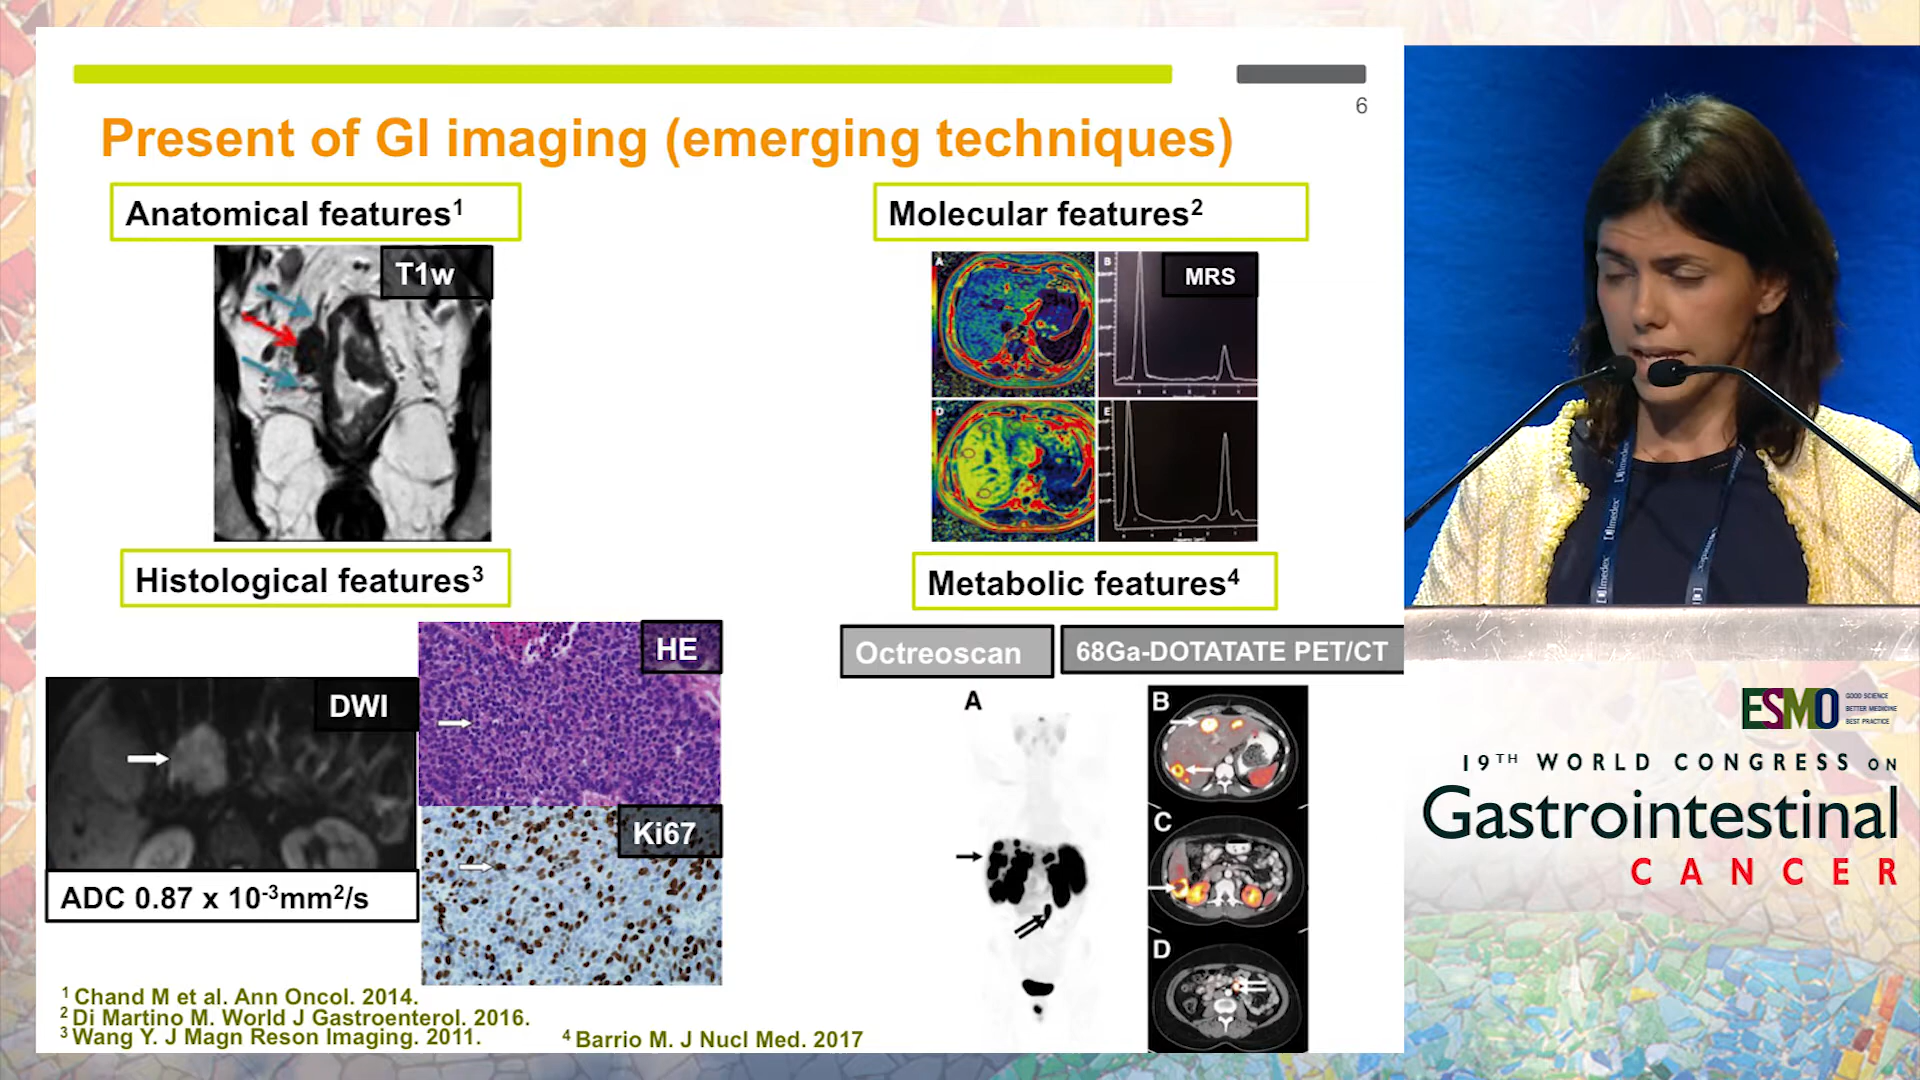 6
Present of GI imaging (emerging techniques)
Anatomical features1
T1w
Molecular features2
A
B
MRS
D
E
Histological features3
HE
DWI
Ki67
ADC 0.87 x 10-3mm2/s
Metabolic features4
Octreoscan
68Ga-DOTATATE PET/CT
A
B
C
D
1 Chand M et al. Ann Oncol. 2014.
2 Di Martino M. World J Gastroenterol. 2016.
3 Wang Y. J Magn Reson Imaging. 2011.
4 Barrio M. J Nucl Med. 2017
imedex
imedex
imedex
ESMO
GOOD SCIENCE
BETTER MEDICINE
BEST PRACTICE
19TH WORLD CONGRESS ON
Gastrointestinal
CANCER